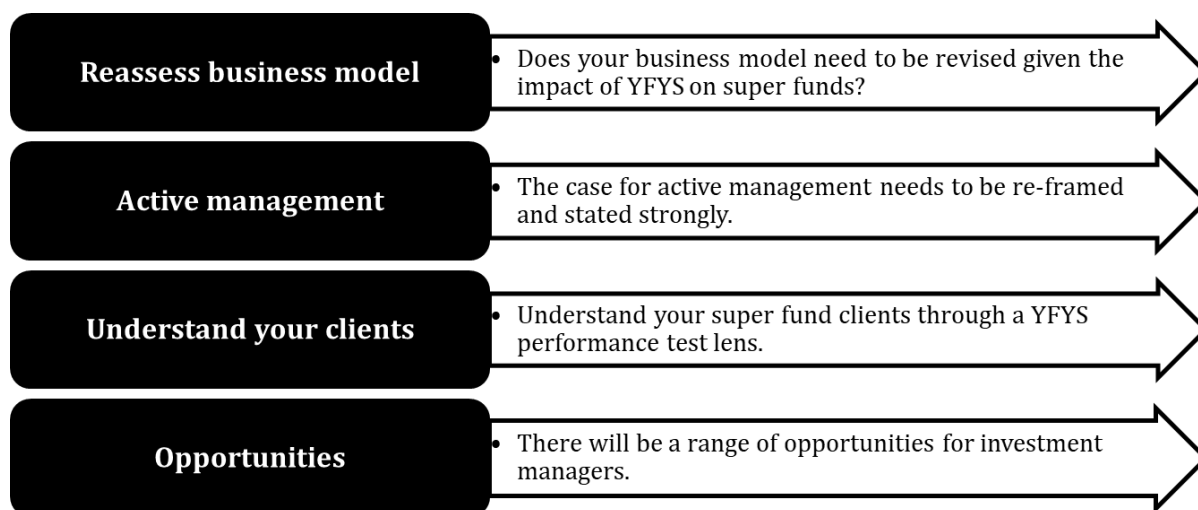 Reassess business model
• Does your business model need to be revised given the
impact of YFYS on super funds?
Active management
• The case for active management needs to be re-framed
and stated strongly.
Understand your clients
• Understand your super fund clients through a YFYS
performance test lens.
Opportunities
• There will be a range of opportunities for investment
managers.